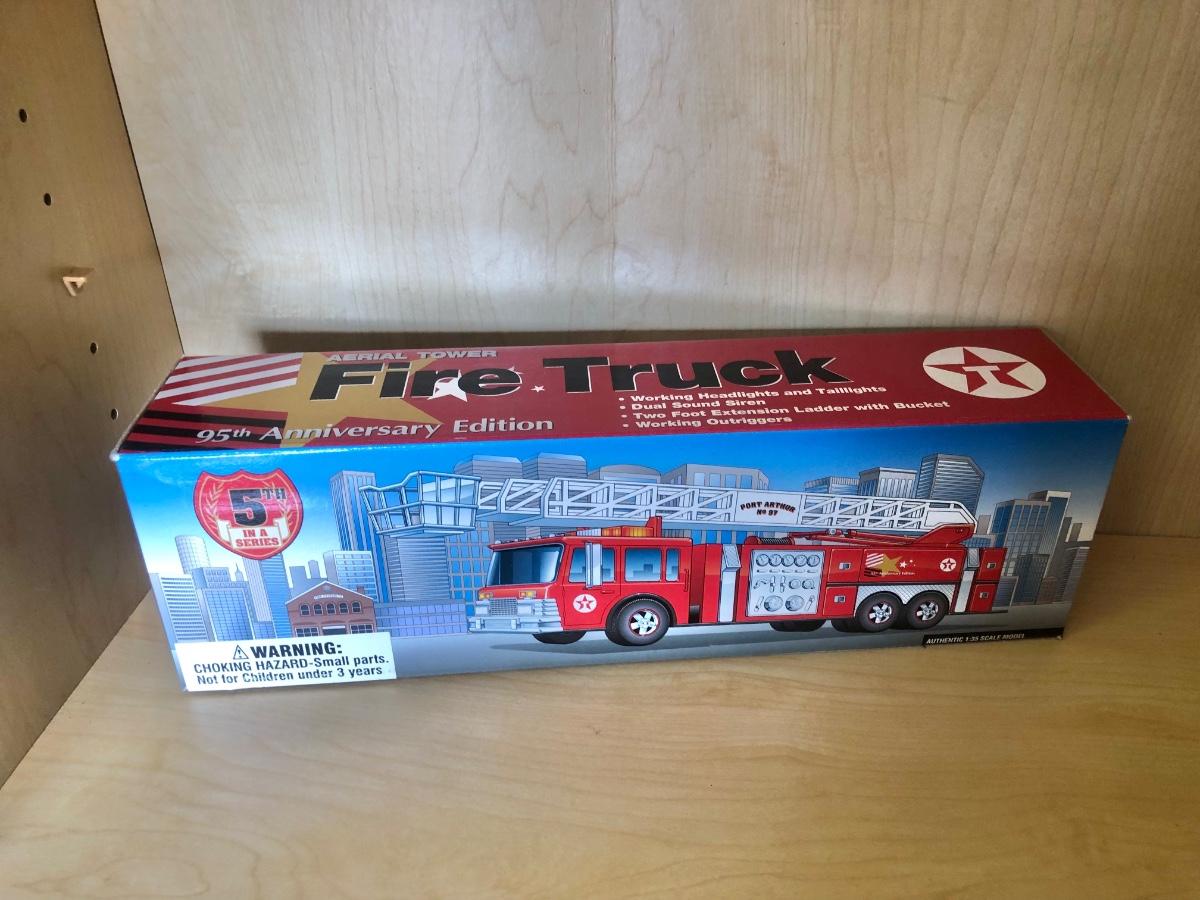 AERIAL TOWER
Fire Truck
95th Anniversary Edition
• Working Headlights and Taillights
• Dual Sound Siren
• Two Foot Extension Ladder with Bucket
• Working Outriggers
T
5TH
IN A
SERIES
PORT ARTHUR
No 97
T
T
⚠ WARNING:
CHOKING HAZARD-Small parts.
Not for Children under 3 years
AUTHENTIC 1:35 SCALE MODEL